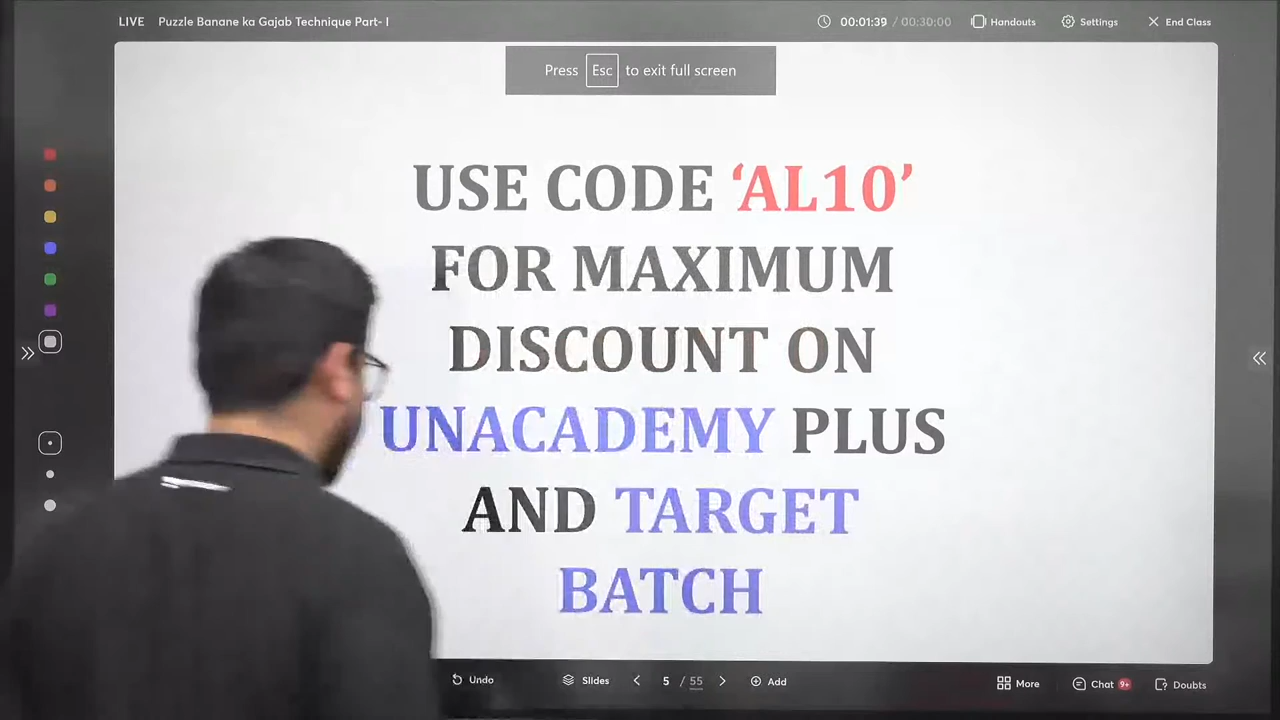 LIVE Puzzle Banane ka Gajab Technique Part- I 00:01:39 / 00:30:00 Handouts Settings End Class
Press Esc to exit full screen
USE CODE ‘AL10’
FOR MAXIMUM
DISCOUNT ON
UNACADEMY PLUS
AND TARGET
BATCH
Undo Slides 5 / 55 Add More Chat 9+ Doubts